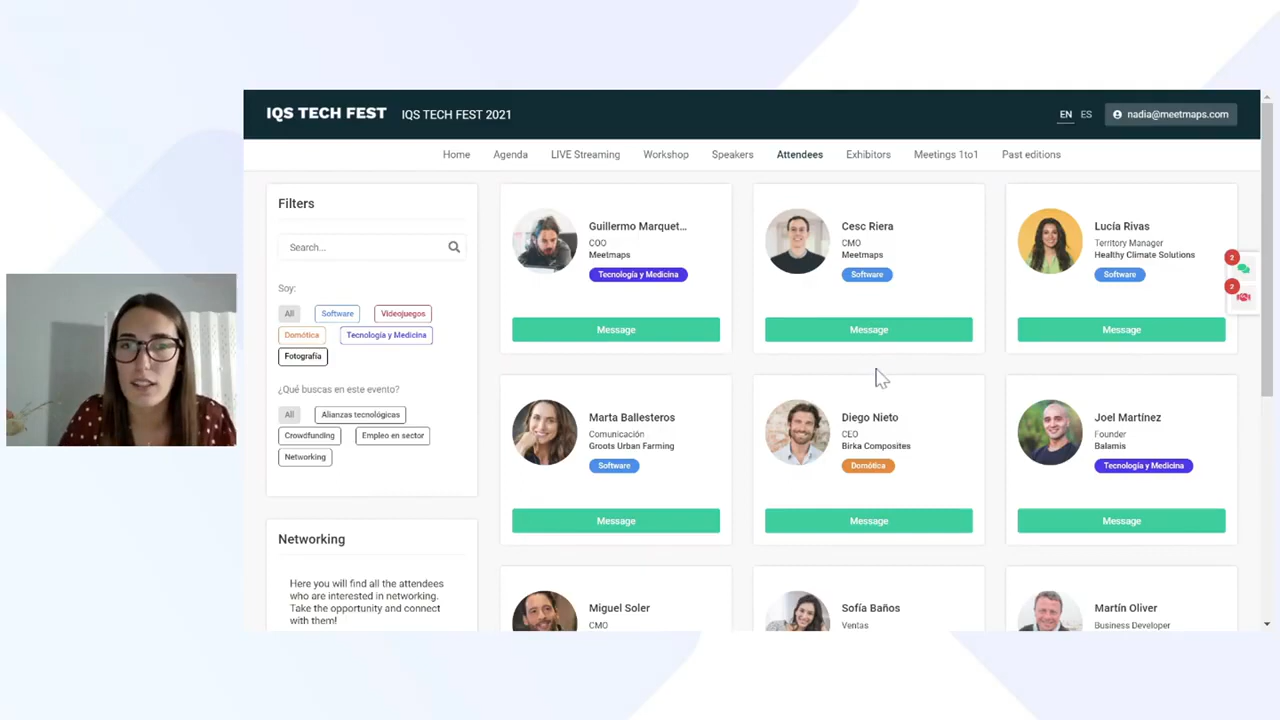 IQS TECH FEST
IQS TECH FEST 2021
EN ES
nadia@meetmaps.com
Home Agenda LIVE Streaming Workshop Speakers Attendees Exhibitors Meetings 1to1 Past editions
Filters
Search...
Soy:
All Software Videojuegos
Domótica Tecnología y Medicina
Fotografía
¿Qué buscas en este evento?
All Alianzas tecnológicas
Crowdfunding Empleo en sector
Networking
Networking
Here you will find all the attendees
who are interested in networking.
Take the opportunity and connect
with them!
Guillermo Marquet...
COO
Meetmaps
Tecnología y Medicina
Message
Cesc Riera
CMO
Meetmaps
Software
Message
Lucía Rivas
Territory Manager
Healthy Climate Solutions
Software
Message
2
2
Marta Ballesteros
Comunicación
Groots Urban Farming
Software
Message
Diego Nieto
CEO
Birka Composites
Domótica
Message
Joel Martínez
Founder
Balamis
Tecnología y Medicina
Message
Miguel Soler
CMO
Sofía Baños
Ventas
Martín Oliver
Business Developer